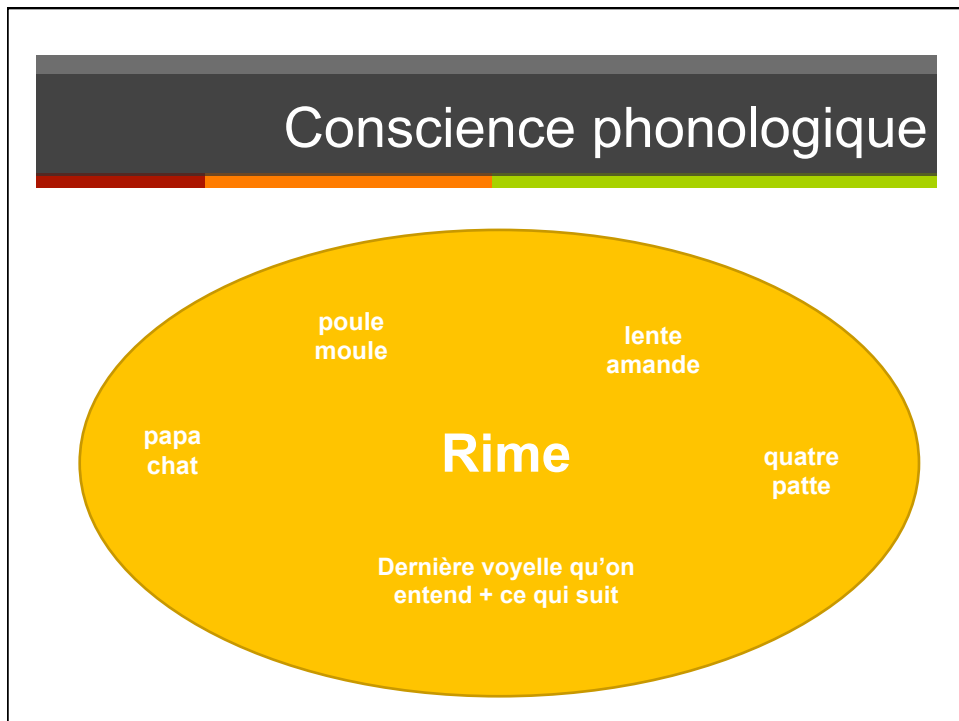 Conscience phonologique
poule
moule
lente
amande
papa
chat
Rime
quatre
patte
Dernière voyelle qu’on
entend + ce qui suit